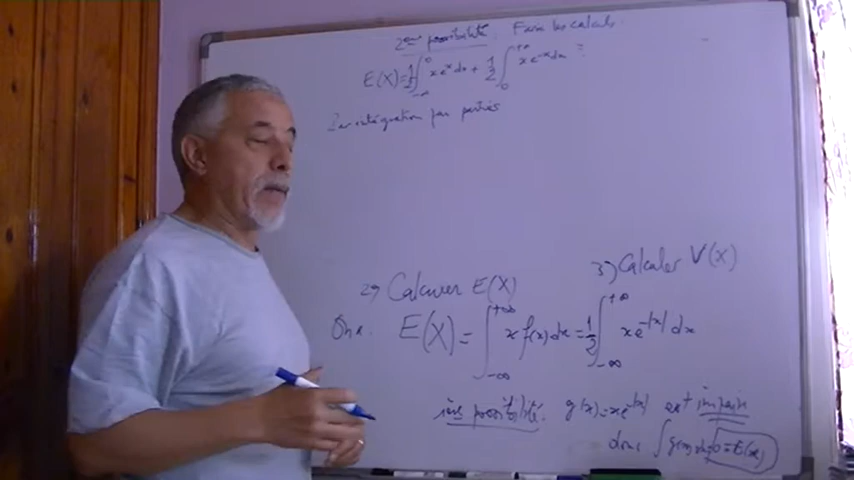 2ème possibilité. Faire les calculs
E(X)=1/2∫_{-∞}^{0} x e^x dx + 1/2∫_{0}^{+∞} x e^{-x} dx ?
intégration par parties
3) Calculer V(X)
2) Calculer E(X)
On a. E(X) = ∫_{-∞}^{+∞} x f(x) dx = 1/2∫_{-∞}^{+∞} x e^{-|x|} dx
1ère possibilité. g(x)=x e^{-|x|} est impaire
donc ∫ g(x) dx = 0 = E(X)